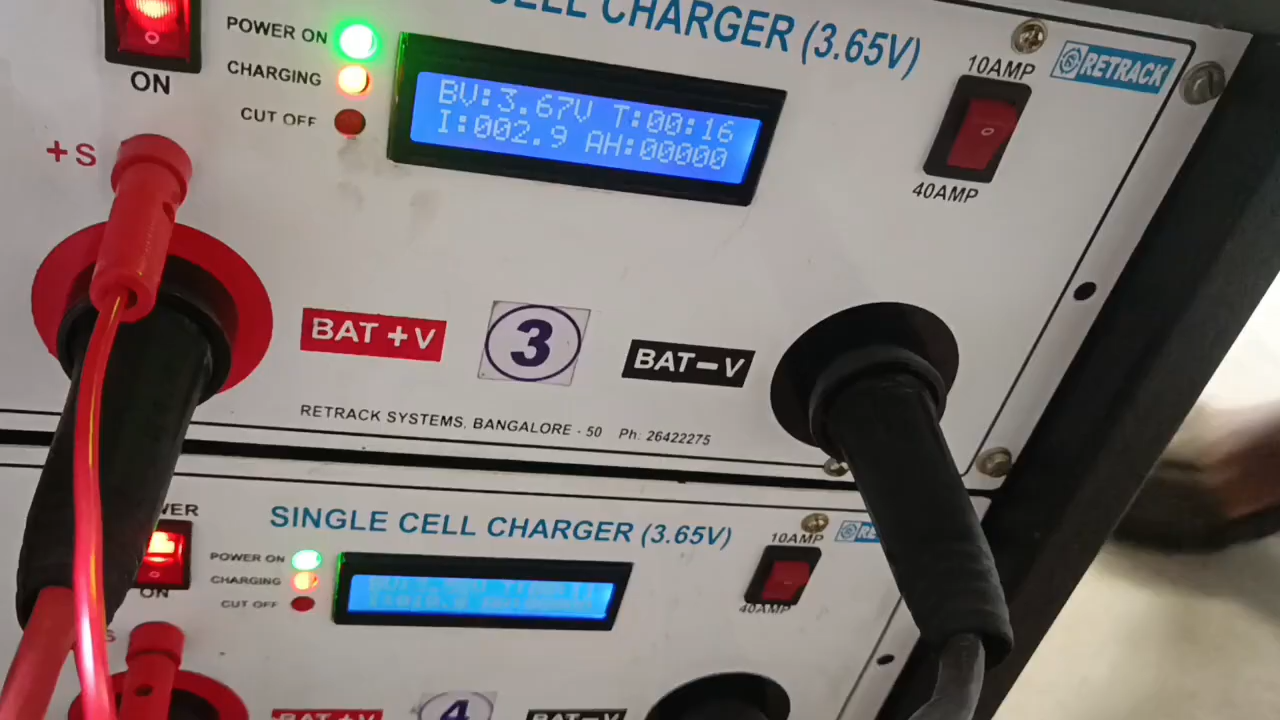 CELL CHARGER (3.65V)
POWER ON
CHARGING
CUT OFF
ON
+S
BV:3.67V T:00:16
I:002.9 AH:00000
10AMP
40AMP
RETRACK
BAT +V
3
BAT-V
RETRACK SYSTEMS, BANGALORE - 50 Ph: 26422275
SINGLE CELL CHARGER (3.65V)
POWER ON
CHARGING
CUT OFF
ON
10AMP
40AMP
BAT+V
4
BAT-V